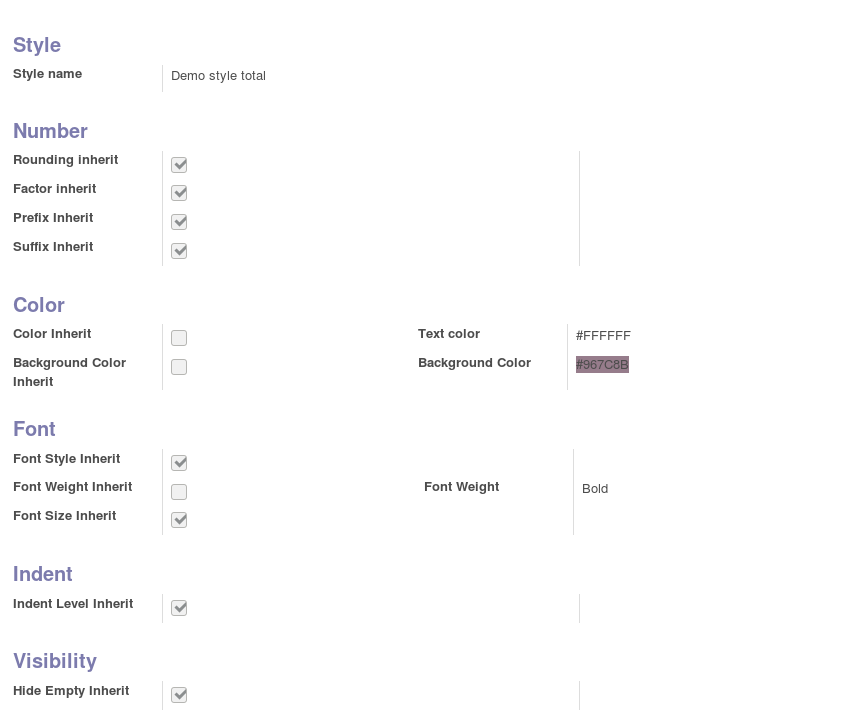 Style
Style name Demo style total
Number
Rounding inherit
Factor inherit
Prefix Inherit
Suffix Inherit
Color
Color Inherit Text color #FFFFFF
Background Color Background Color #967C8B
Inherit
Font
Font Style Inherit
Font Weight Inherit Font Weight Bold
Font Size Inherit
Indent
Indent Level Inherit
Visibility
Hide Empty Inherit